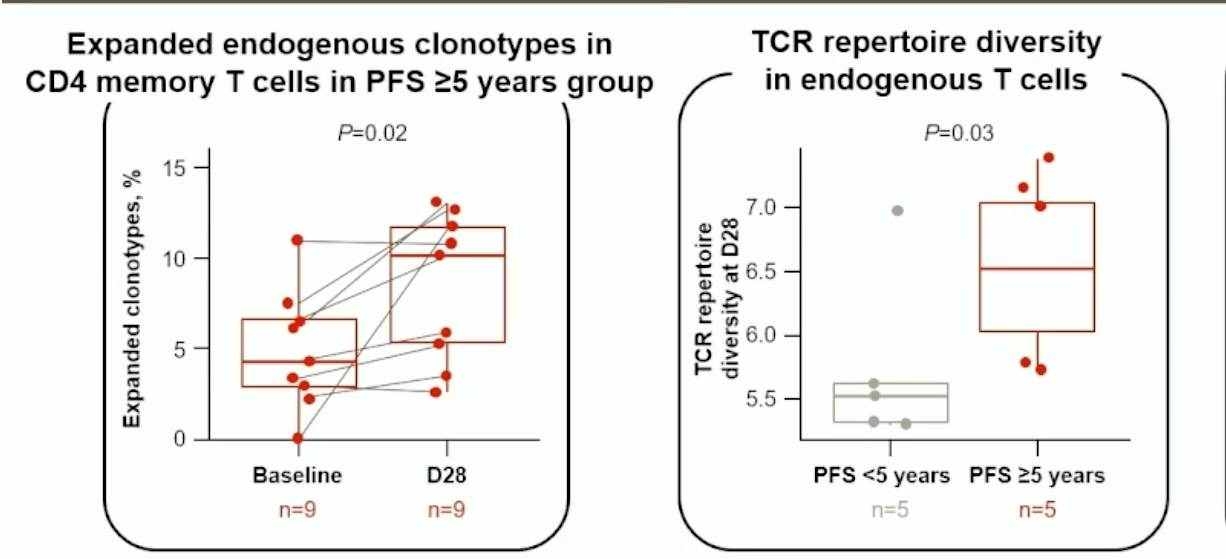 Expanded endogenous clonotypes in
CD4 memory T cells in PFS ≥5 years group
P=0.02
Expanded clonotypes, %
15
10
5
0
Baseline
D28
n=9
n=9
TCR repertoire diversity
in endogenous T cells
P=0.03
TCR repertoire
diversity at D28
7.0
6.5
6.0
5.5
PFS <5 years
PFS ≥5 years
n=5
n=5